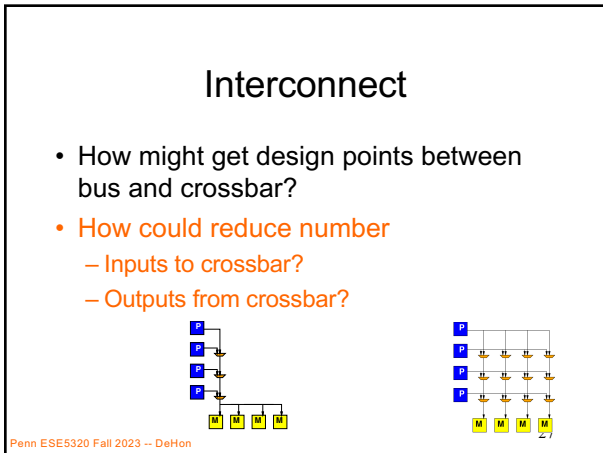 Interconnect
• How might get design points between
bus and crossbar?
• How could reduce number
– Inputs to crossbar?
– Outputs from crossbar?
P
P
P
P
M M M M
P
P
P
P
M M M M
27
Penn ESE5320 Fall 2023 -- DeHon